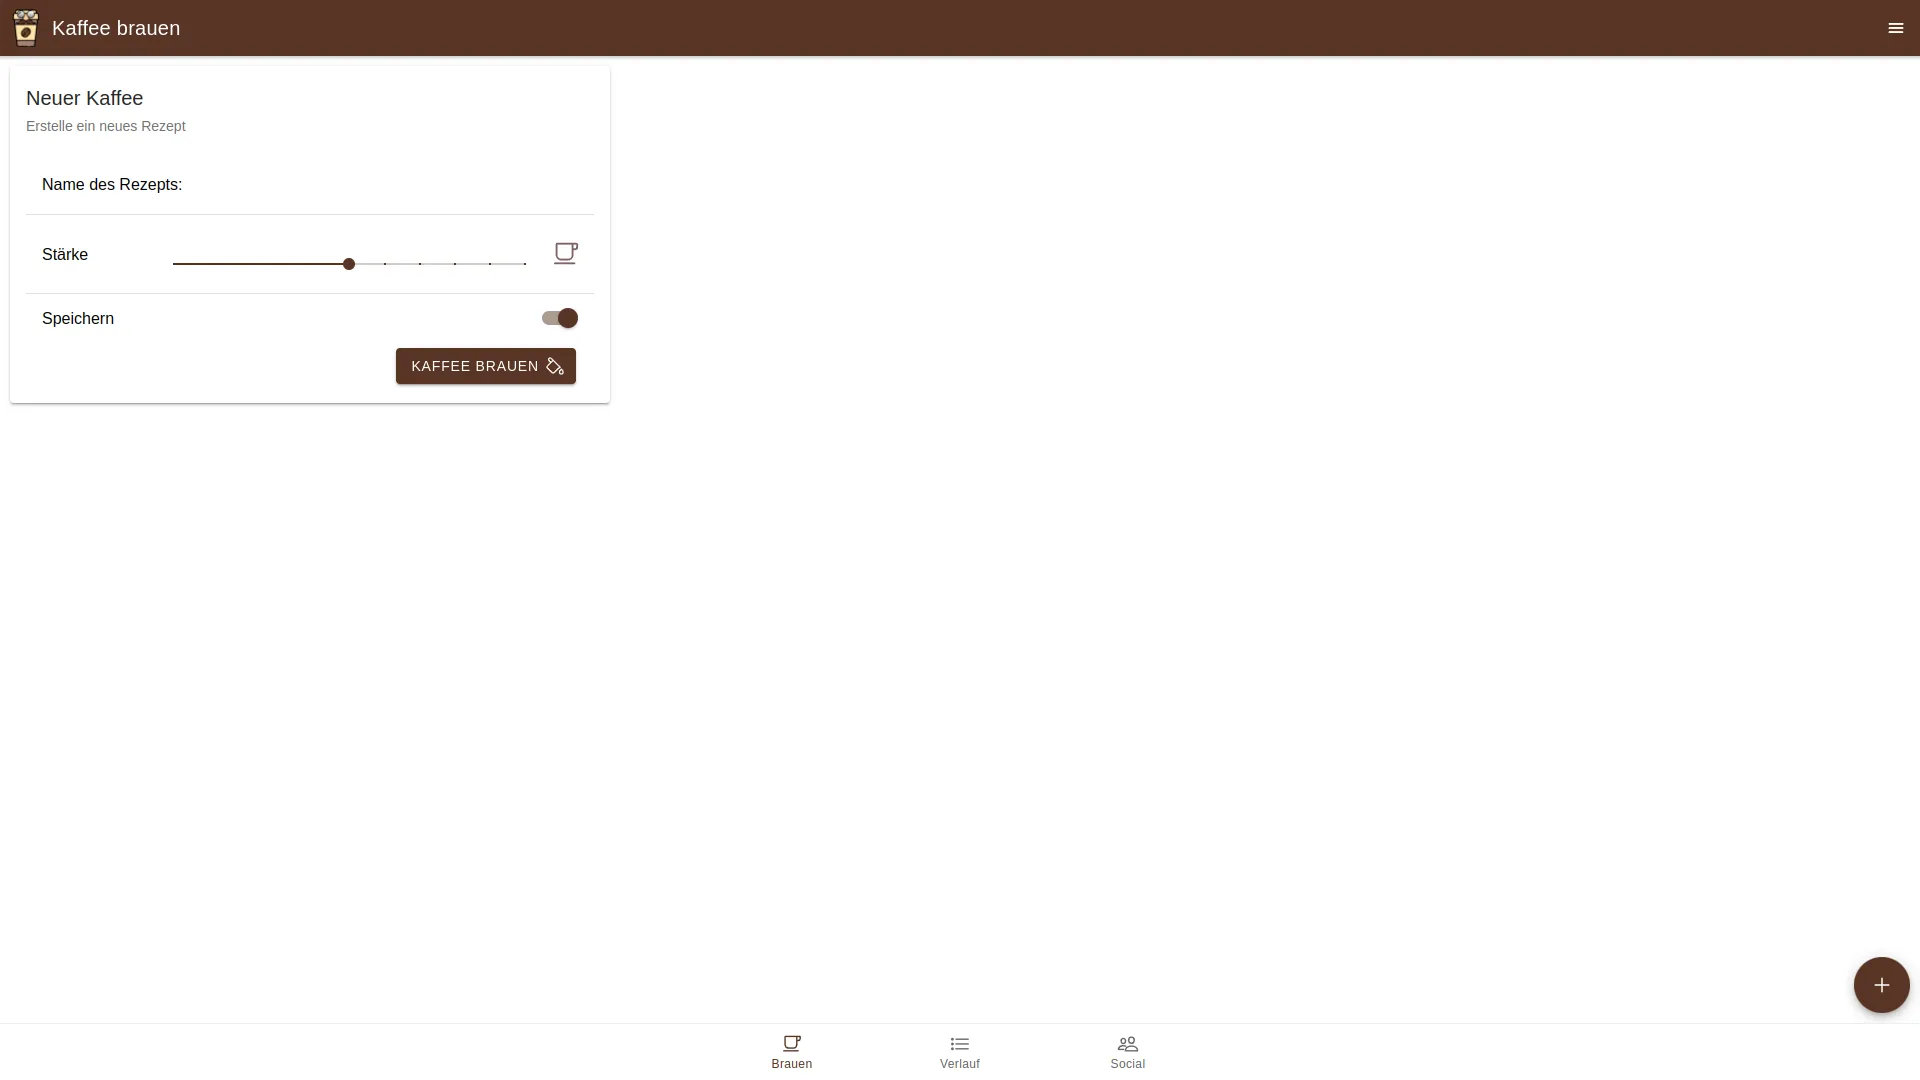 Kaffee brauen
Neuer Kaffee
Erstelle ein neues Rezept
Name des Rezepts:
Stärke
Speichern
KAFFEE BRAUEN
Brauen
Verlauf
Social